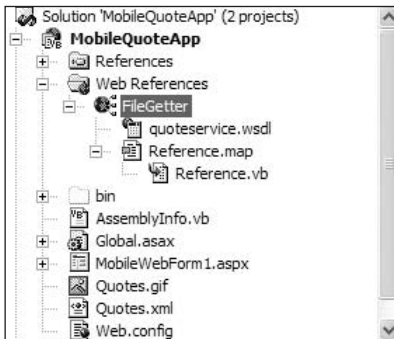 Solution 'MobileQuoteApp' (2 projects)
MobileQuoteApp
References
Web References
FileGetter
quoteservice.wsdl
Reference.map
Reference.vb
bin
AssemblyInfo.vb
Global.asax
MobileWebForm1.aspx
Quotes.gif
Quotes.xml
Web.config